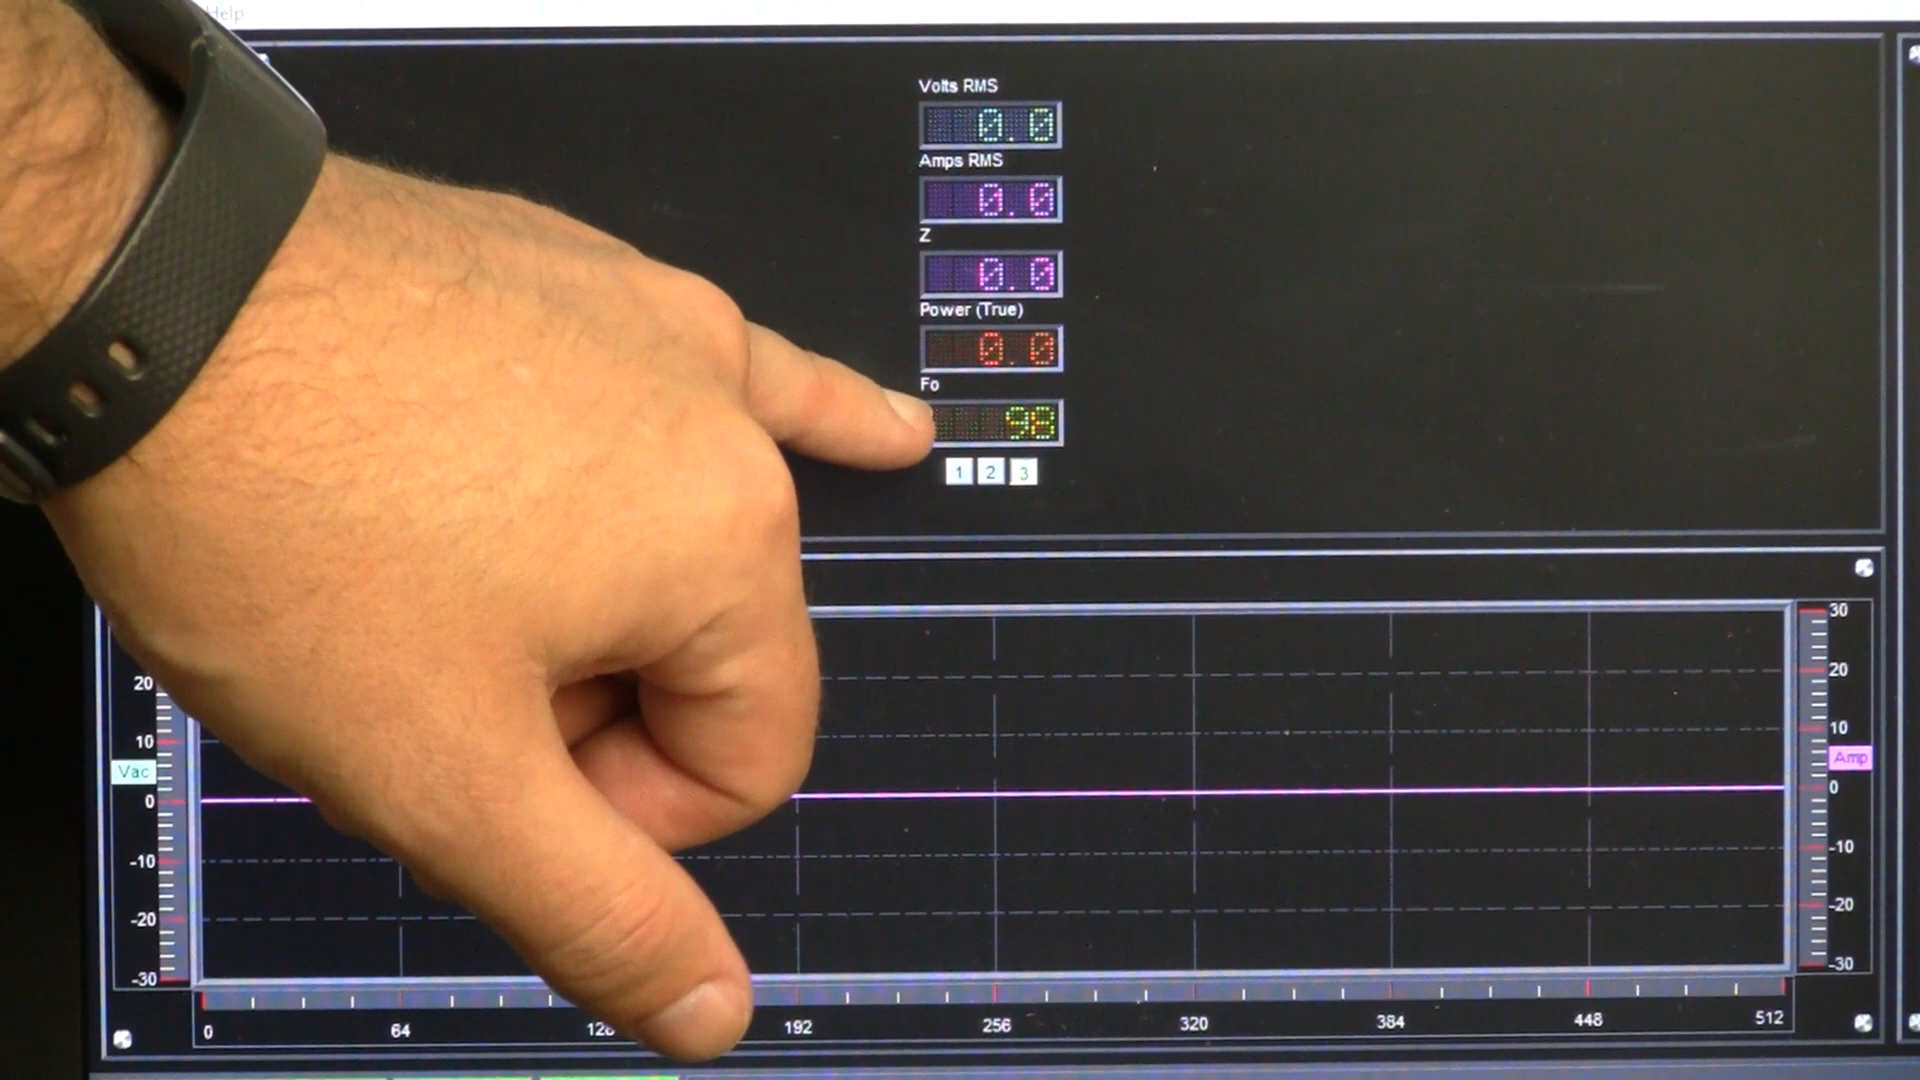 Help
Volts RMS
0.0
Amps RMS
0.0
Z
0.0
Power (True)
0.0
Fo
98
1 2 3
30
20 20
10 10
Vac Amp
0 0
-10 -10
-20 -20
-30 -30
0 64 128 192 256 320 384 448 512